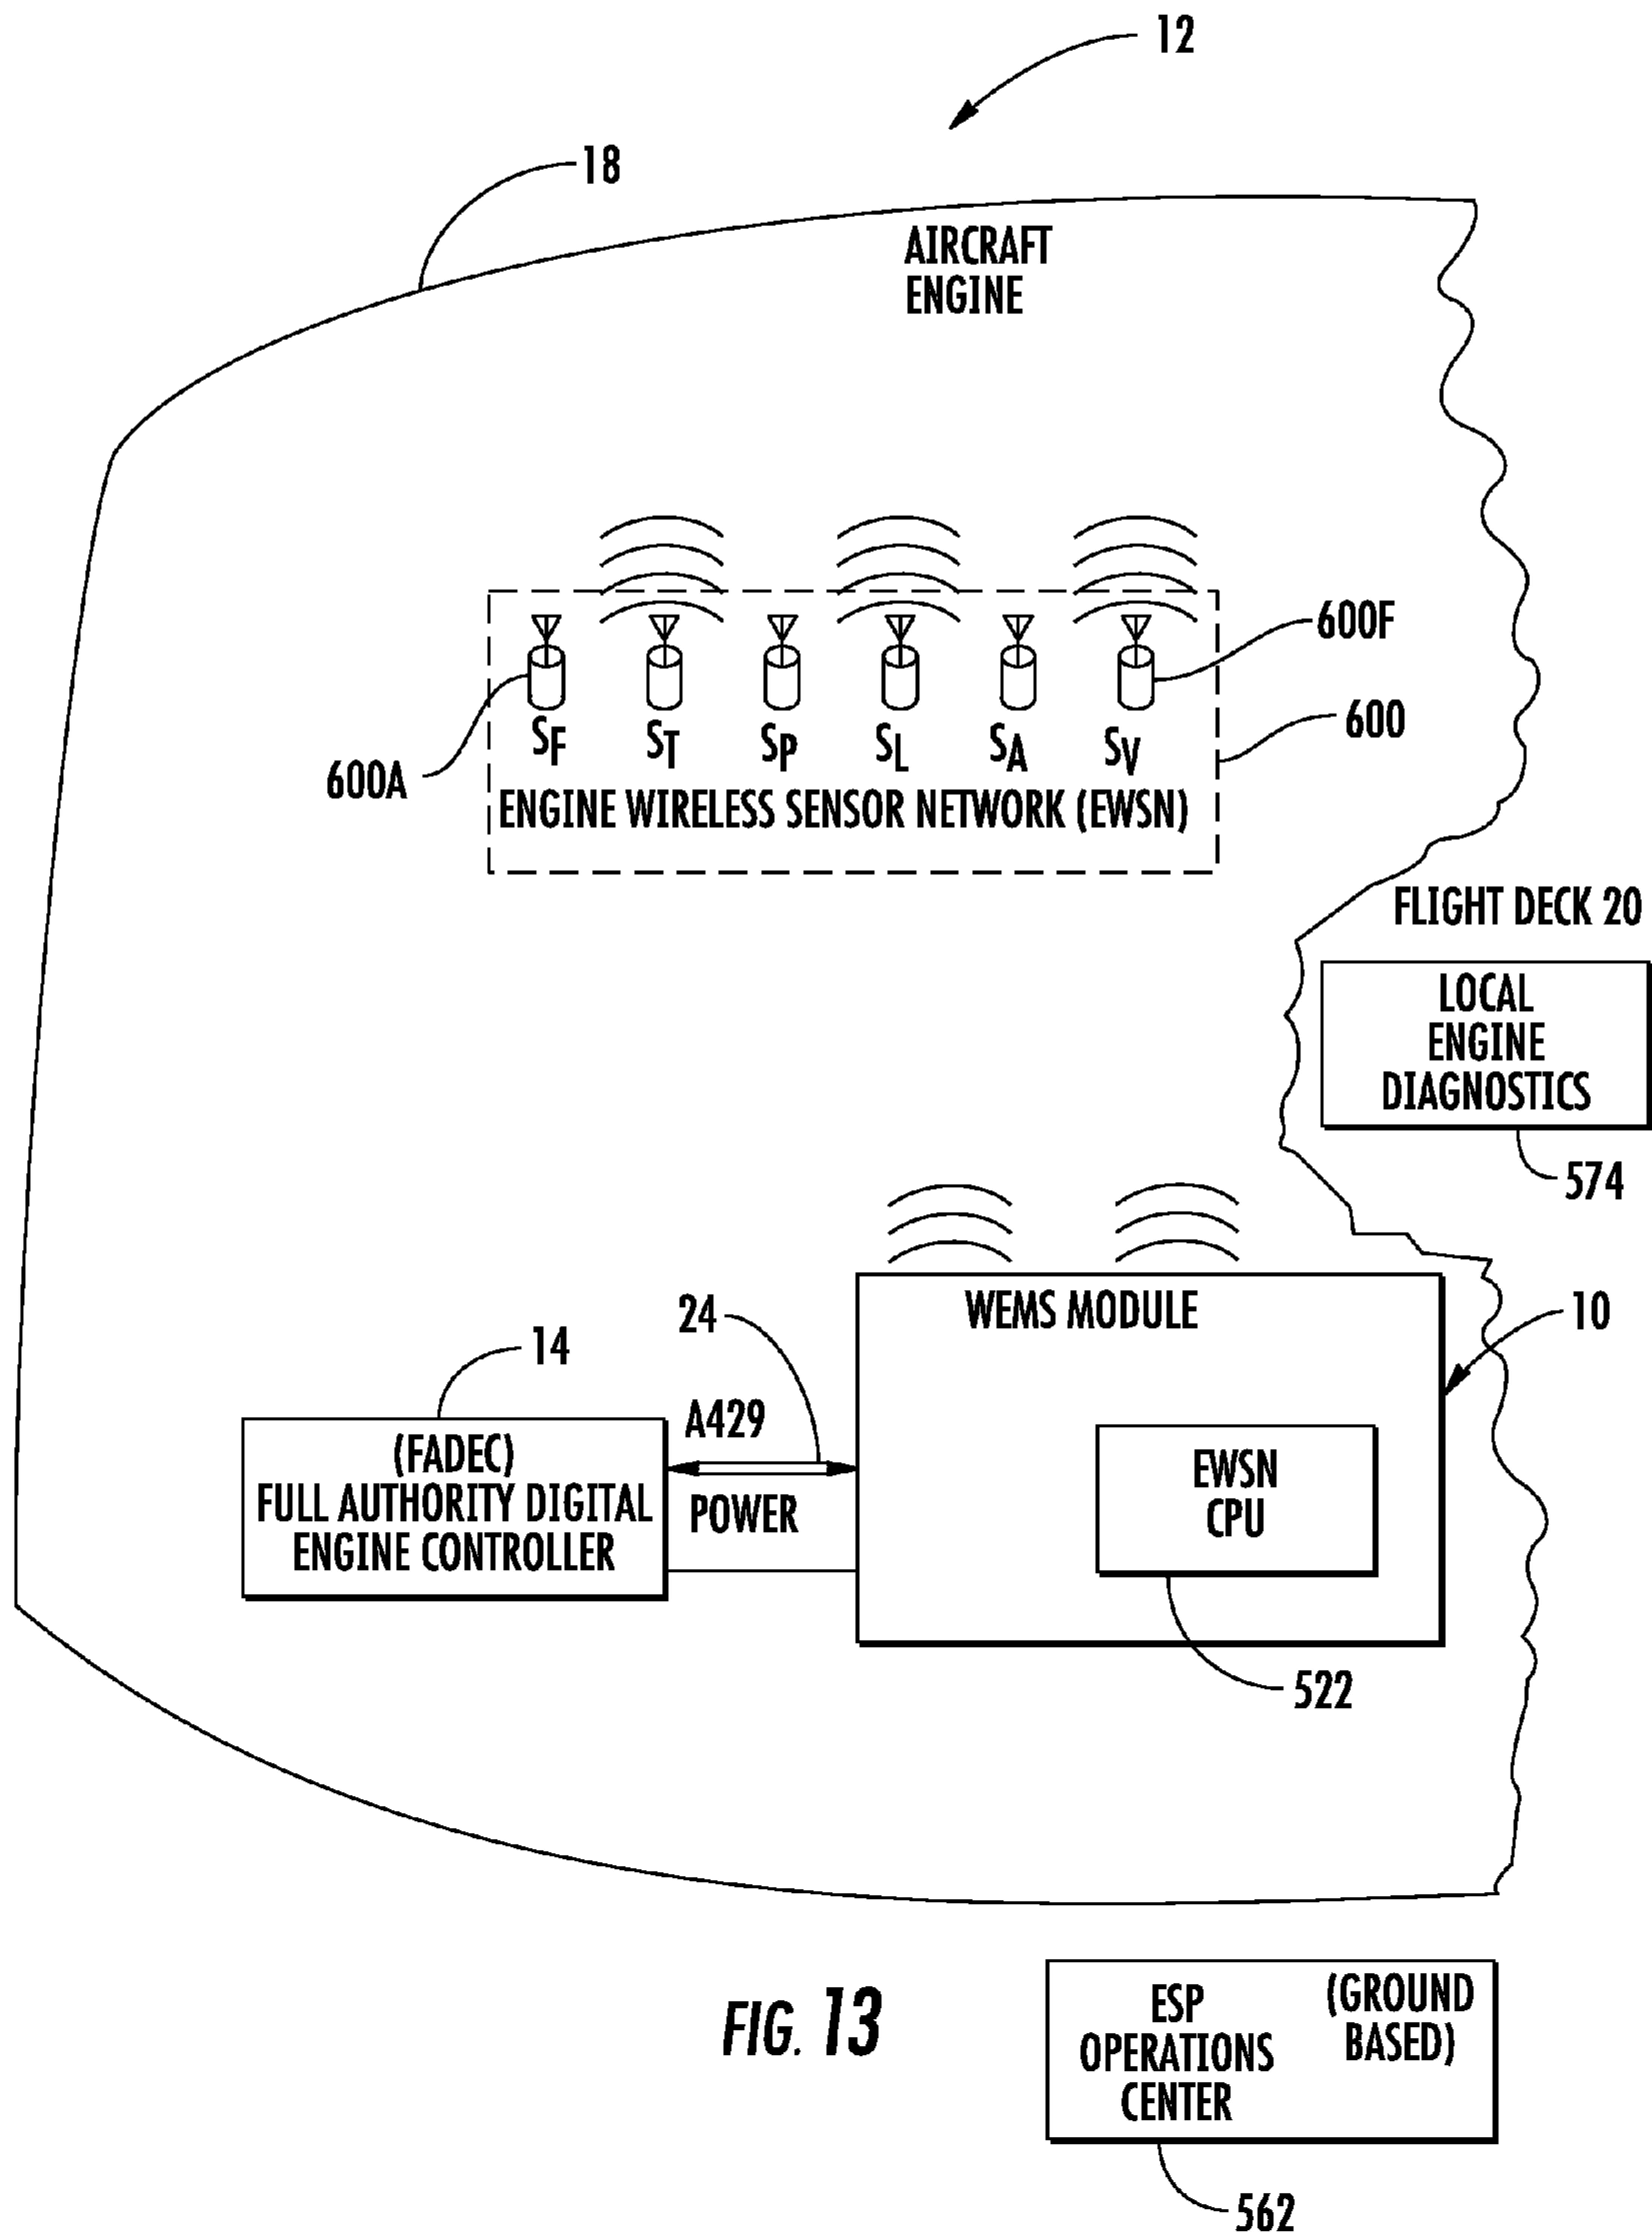 12
18
AIRCRAFT
ENGINE
600F
600
600A
SF ST SP SL SA SV
ENGINE WIRELESS SENSOR NETWORK (EWSN)
FLIGHT DECK 20
LOCAL
ENGINE
DIAGNOSTICS
574
WEMS MODULE
10
24
14
A429
(FADEC)
FULL AUTHORITY DIGITAL
ENGINE CONTROLLER
POWER
EWSN
CPU
522
FIG. 13
ESP
OPERATIONS
CENTER
(GROUND
BASED)
562